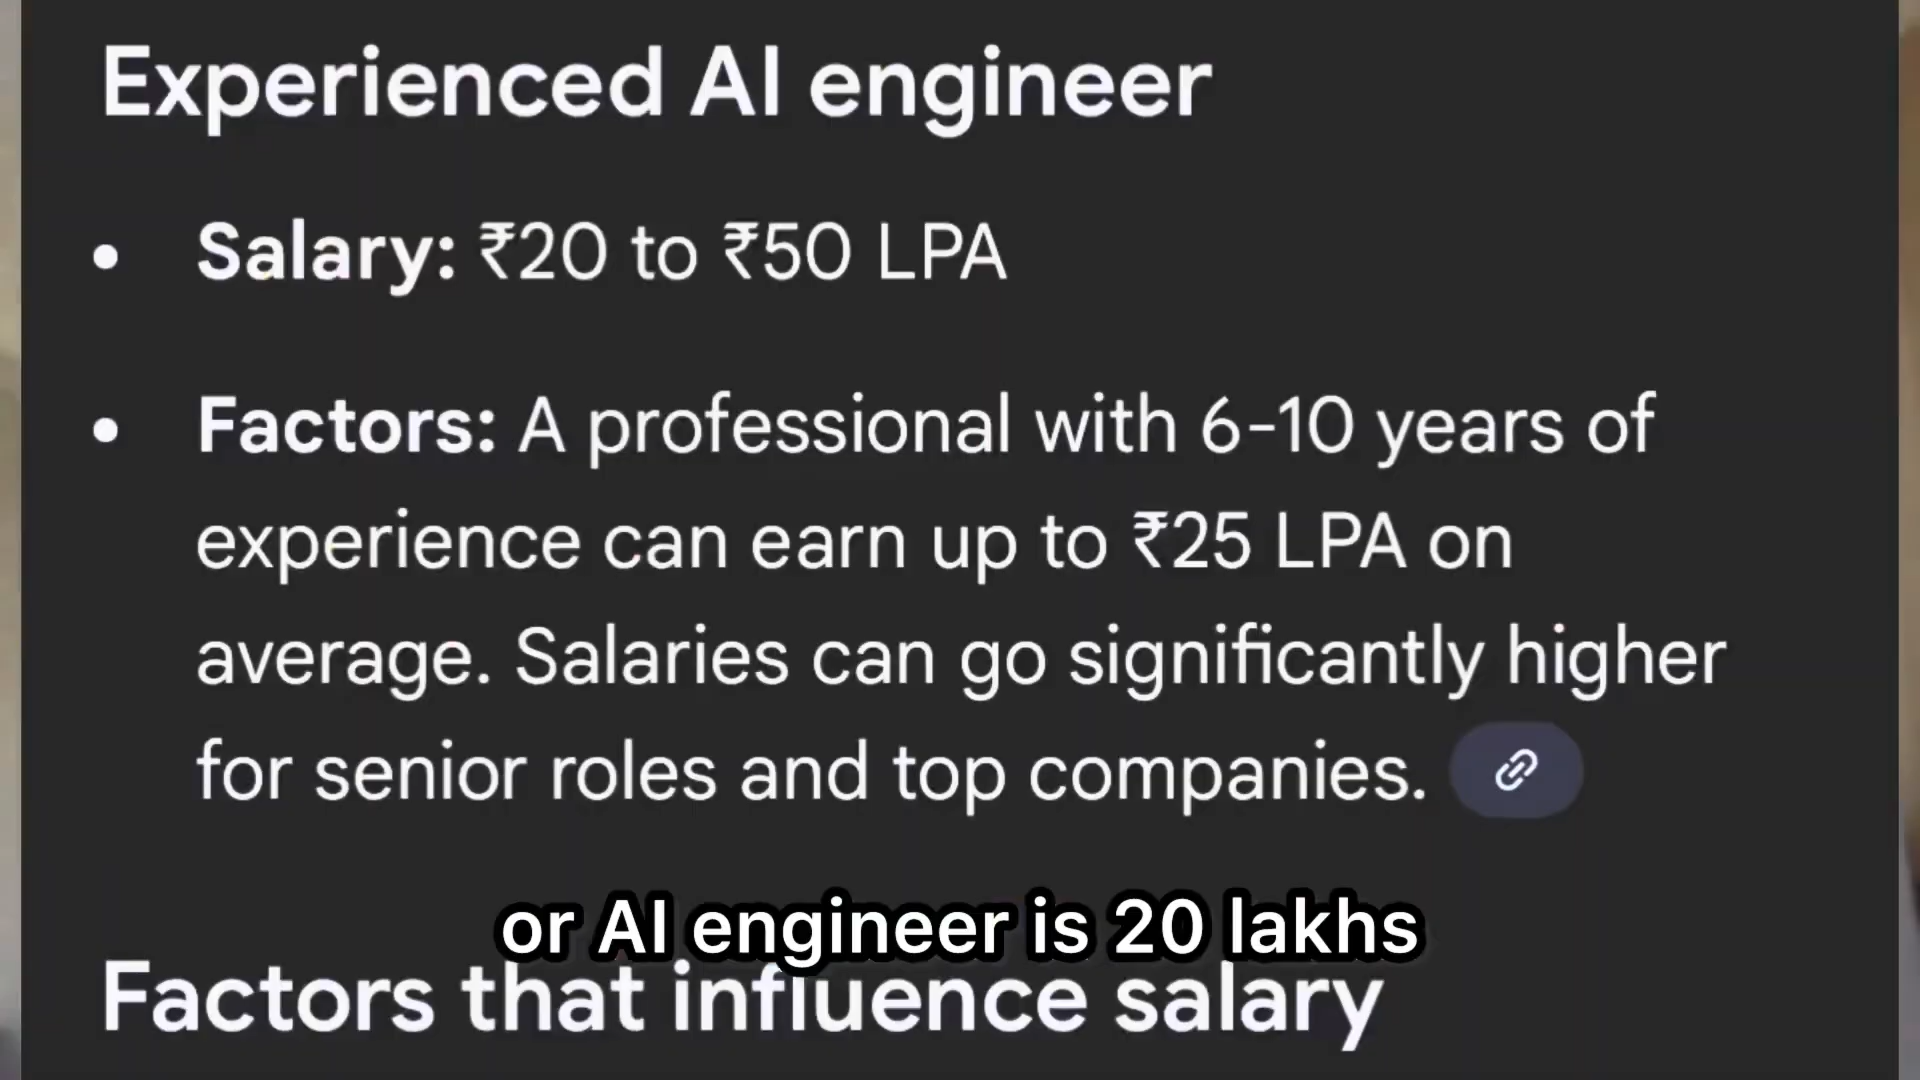 Experienced AI engineer
• Salary: ₹20 to ₹50 LPA
• Factors: A professional with 6-10 years of
experience can earn up to ₹25 LPA on
average. Salaries can go significantly higher
for senior roles and top companies.
or AI engineer is 20 lakhs
Factors that influence salary